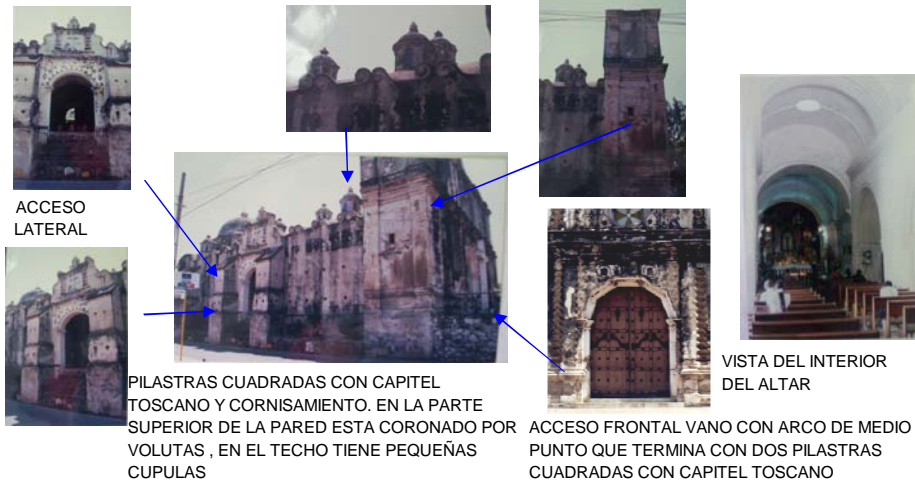 ACCESO
LATERAL
PILASTRAS CUADRADAS CON CAPITEL
TOSCANO Y CORNISAMIENTO. EN LA PARTE
SUPERIOR DE LA PARED ESTA CORONADO POR
VOLUTAS , EN EL TECHO TIENE PEQUEÑAS
CUPULAS
VISTA DEL INTERIOR
DEL ALTAR
ACCESO FRONTAL VANO CON ARCO DE MEDIO
PUNTO QUE TERMINA CON DOS PILASTRAS
CUADRADAS CON CAPITEL TOSCANO